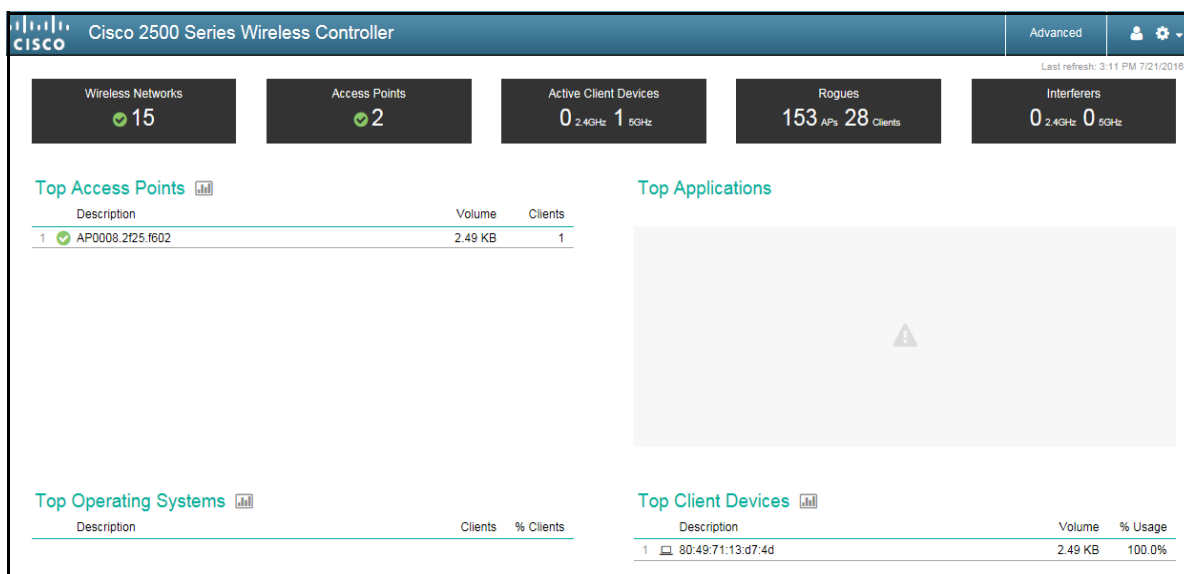 CISCO Cisco 2500 Series Wireless Controller Advanced
Last refresh: 3:11 PM 7/21/2016
Wireless Networks
15
Access Points
2
Active Client Devices
0 2.4GHz 1 5GHz
Rogues
153 APs 28 Clients
Interferers
0 2.4GHz 0 5GHz
Top Access Points
Description Volume Clients
1 AP0008.2f25.f602 2.49 KB 1
Top Applications
Top Operating Systems
Description Clients % Clients
Top Client Devices
Description Volume % Usage
1 80:49:71:13:d7:4d 2.49 KB 100.0%